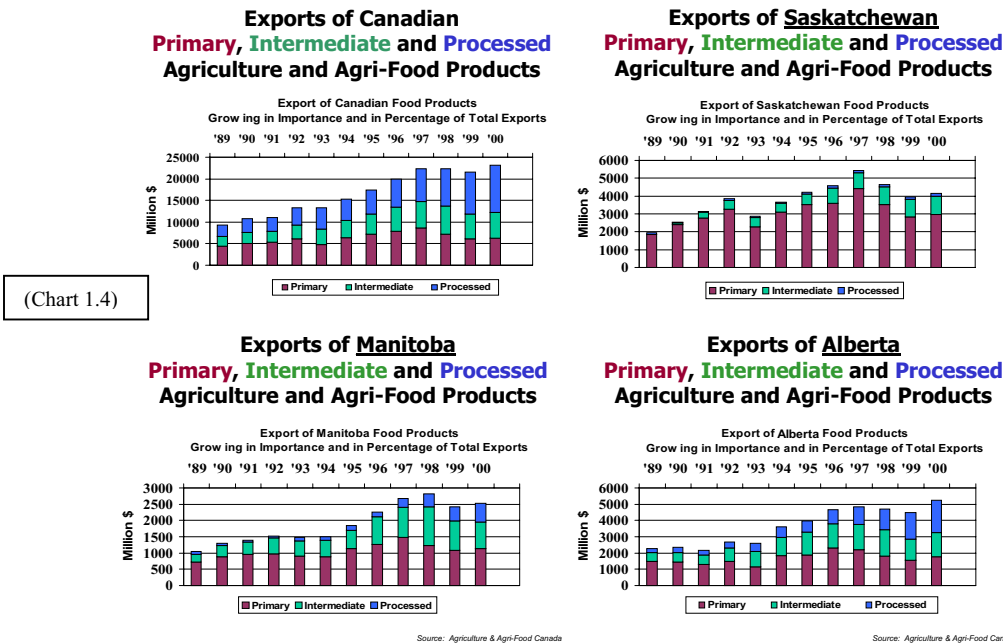 Exports of Canadian
Primary, Intermediate and Processed
Agriculture and Agri-Food Products
Export of Canadian Food Products
Grow ing in Importance and in Percentage of Total Exports
'89 '90 '91 '92 '93 '94 '95 '96 '97 '98 '99 '00
25000
20000
15000
10000
5000
0
Million $
Primary Intermediate Processed
Exports of Saskatchewan
Primary, Intermediate and Processed
Agriculture and Agri-Food Products
Export of Saskatchewan Food Products
Grow ing in Importance and in Percentage of Total Exports
'89 '90 '91 '92 '93 '94 '95 '96 '97 '98 '99 '00
6000
5000
4000
3000
2000
1000
0
Million $
Primary Intermediate Processed
(Chart 1.4)
Exports of Manitoba
Primary, Intermediate and Processed
Agriculture and Agri-Food Products
Export of Manitoba Food Products
Grow ing in Importance and in Percentage of Total Exports
'89 '90 '91 '92 '93 '94 '95 '96 '97 '98 '99 '00
3000
2500
2000
1500
1000
500
0
Million $
Primary Intermediate Processed
Source: Agriculture & Agri-Food Canada
Exports of Alberta
Primary, Intermediate and Processed
Agriculture and Agri-Food Products
Export of Alberta Food Products
Grow ing in Importance and in Percentage of Total Exports
'89 '90 '91 '92 '93 '94 '95 '96 '97 '98 '99 '00
6000
5000
4000
3000
2000
1000
0
Million $
Primary Intermediate Processed
Source: Agriculture & Agri-Food Can